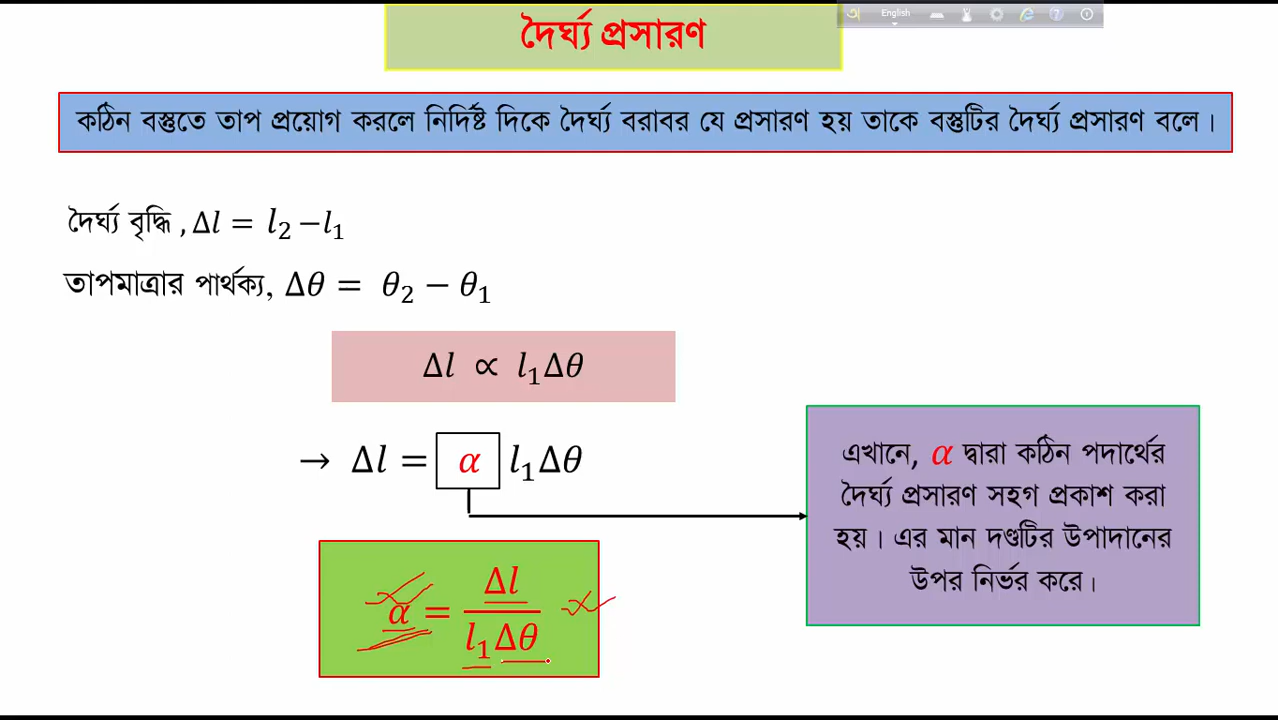 English
দৈর্ঘ্য প্রসারণ
কঠিন বস্তুতে তাপ প্রয়োগ করলে নির্দিষ্ট দিকে দৈর্ঘ্য বরাবর যে প্রসারণ হয় তাকে বস্তুটির দৈর্ঘ্য প্রসারণ বলে।
দৈর্ঘ্য বৃদ্ধি , Δl = l₂ − l₁
তাপমাত্রার পার্থক্য, Δθ = θ₂ − θ₁
Δl ∝ l₁Δθ
→ Δl = α l₁Δθ
এখানে, α দ্বারা কঠিন পদার্থের
দৈর্ঘ্য প্রসারণ সহগ প্রকাশ করা
হয়। এর মান দণ্ডটির উপাদানের
উপর নির্ভর করে।
α = Δl / l₁Δθ